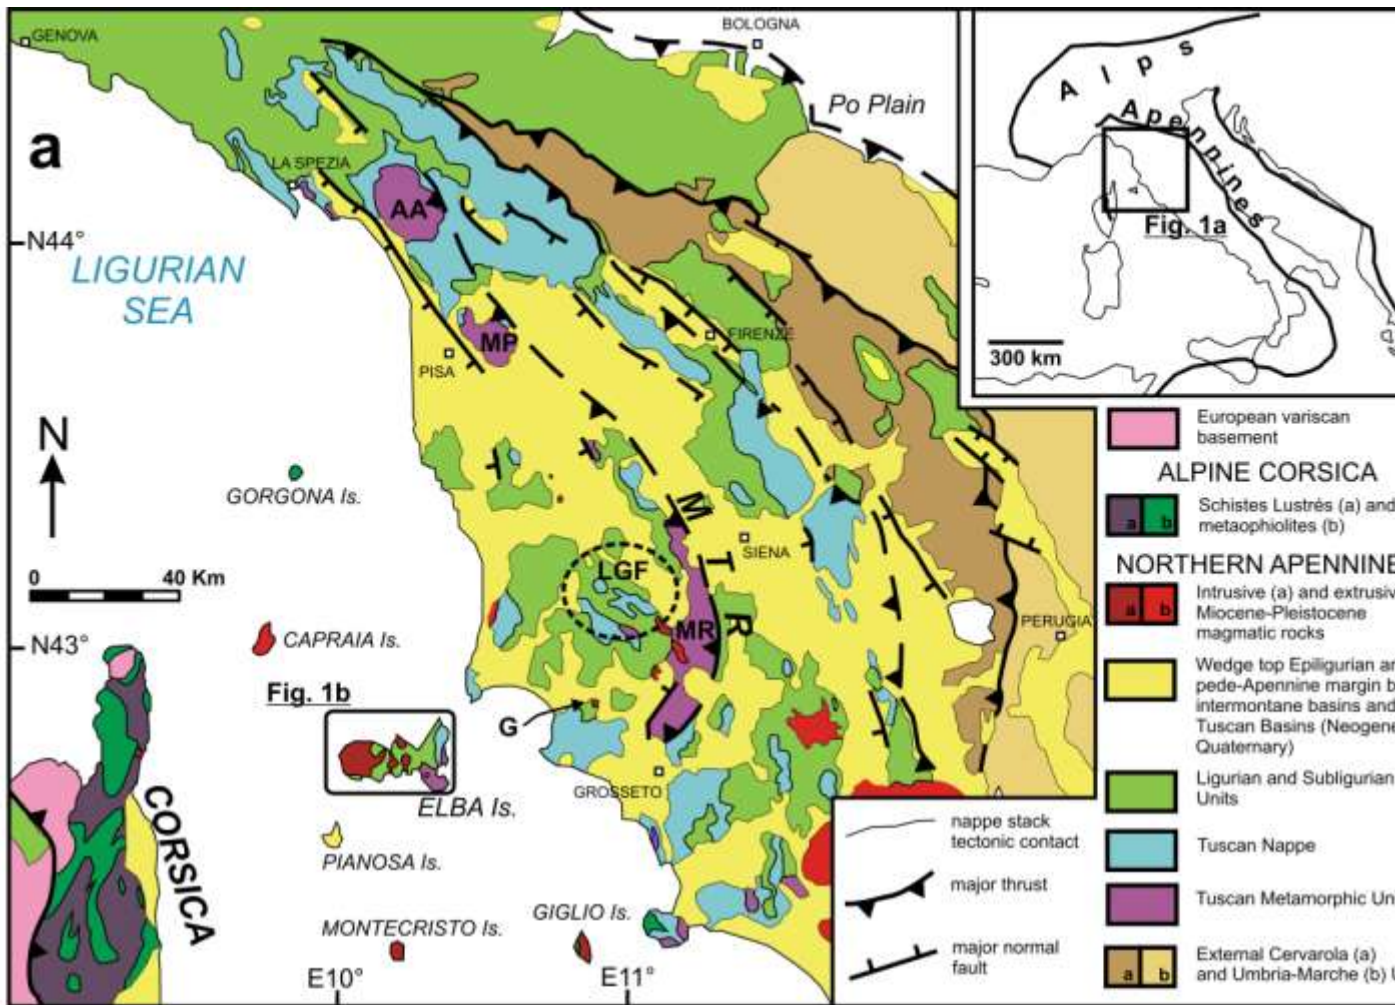 GENOVA
BOLOGNA
Po Plain
a
LA SPEZIA
AA
N44°
LIGURIAN
SEA
MP
PISA
FIRENZE
Alps
Apennines
Fig. 1a
300 km
N
GORGONA Is.
0 40 Km
M T R
SIENA
LGF
MR
PERUGIA
N43°
CAPRAIA Is.
Fig. 1b
G
GROSSETO
ELBA Is.
CORSICA
PIANOSA Is.
MONTECRISTO Is.
GIGLIO Is.
E10°
E11°
nappe stack
tectonic contact
major thrust
major normal
fault
European variscan
basement
ALPINE CORSICA
a b
Schistes Lustrés (a) and
metaophiolites (b)
NORTHERN APENNINE
a b
Intrusive (a) and extrusiv
Miocene-Pleistocene
magmatic rocks
Wedge top Epiligurian an
pede-Apennine margin b
intermontane basins and
Tuscan Basins (Neogene
Quaternary)
Ligurian and Subligurian
Units
Tuscan Nappe
Tuscan Metamorphic Un
a b
External Cervarola (a)
and Umbria-Marche (b) U